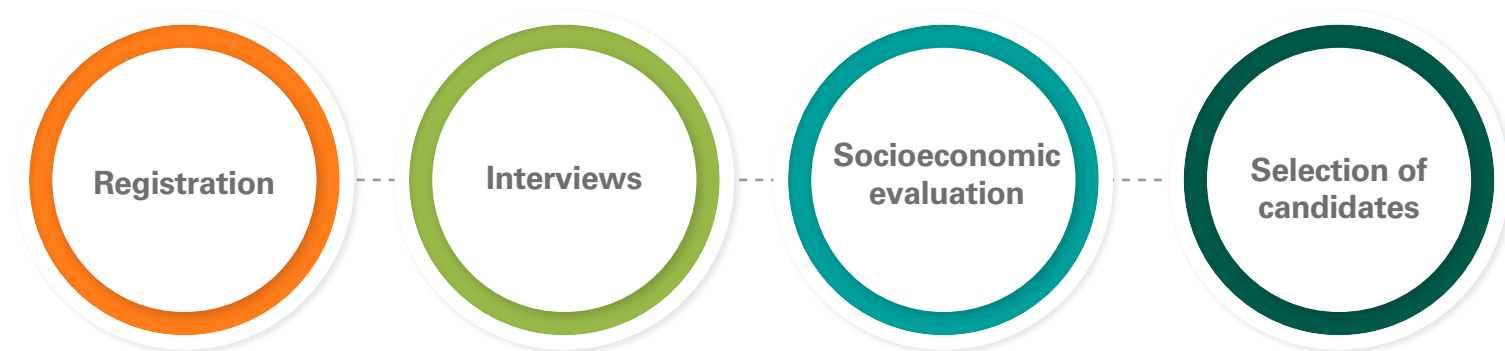 Registration
Interviews
Socioeconomic
evaluation
Selection of
candidates